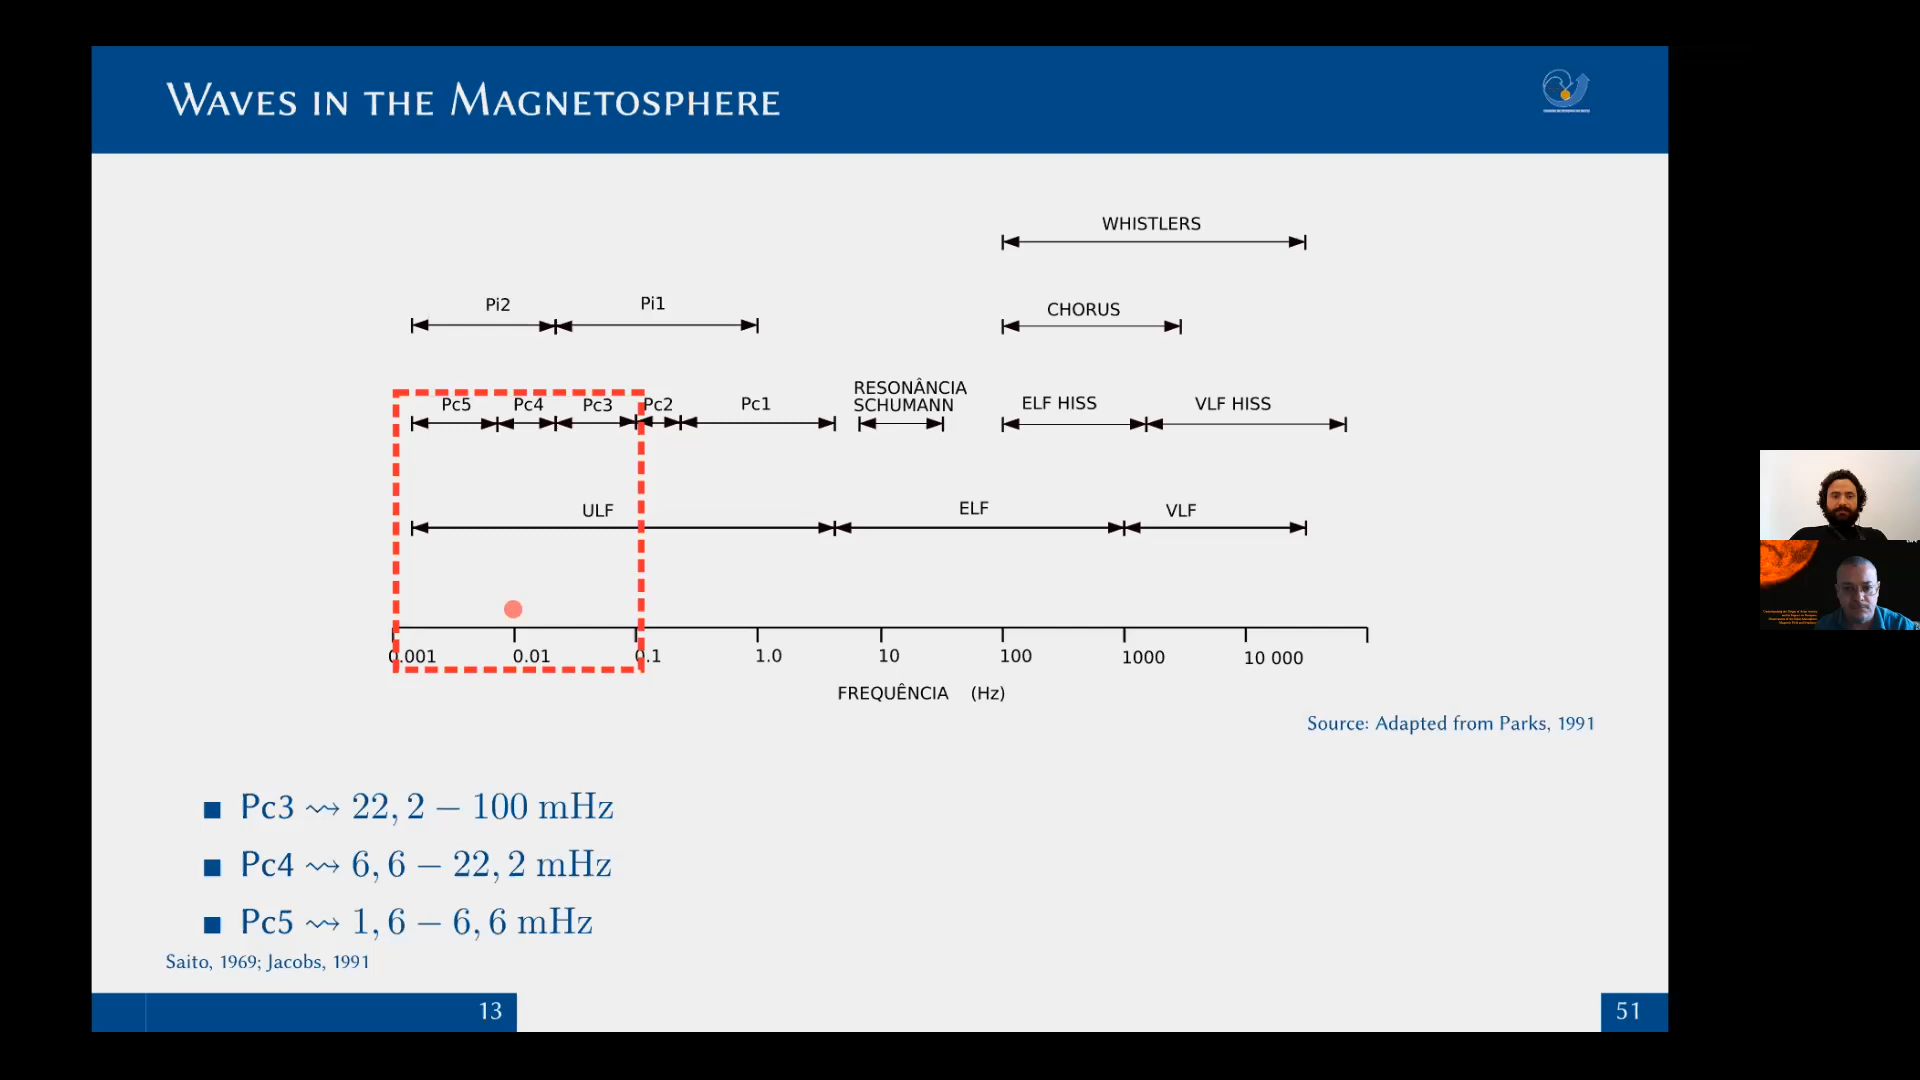 WAVES IN THE MAGNETOSPHERE
WHISTLERS
Pi2 Pi1 CHORUS
RESONÂNCIA
Pc5 Pc4 Pc3 Pc2 Pc1 SCHUMANN ELF HISS VLF HISS
ULF ELF VLF
0.001 0.01 0.1 1.0 10 100 1000 10 000
FREQUÊNCIA (Hz)
Source: Adapted from Parks, 1991
■ Pc3 ⇝ 22, 2 − 100 mHz
■ Pc4 ⇝ 6, 6 − 22, 2 mHz
■ Pc5 ⇝ 1, 6 − 6, 6 mHz
Saito, 1969; Jacobs, 1991
13 51